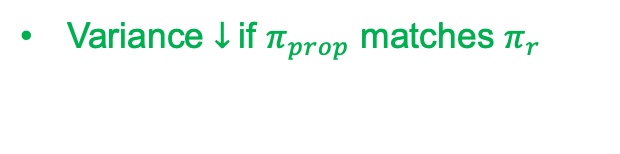 • Variance ↓ if π_prop matches π_r